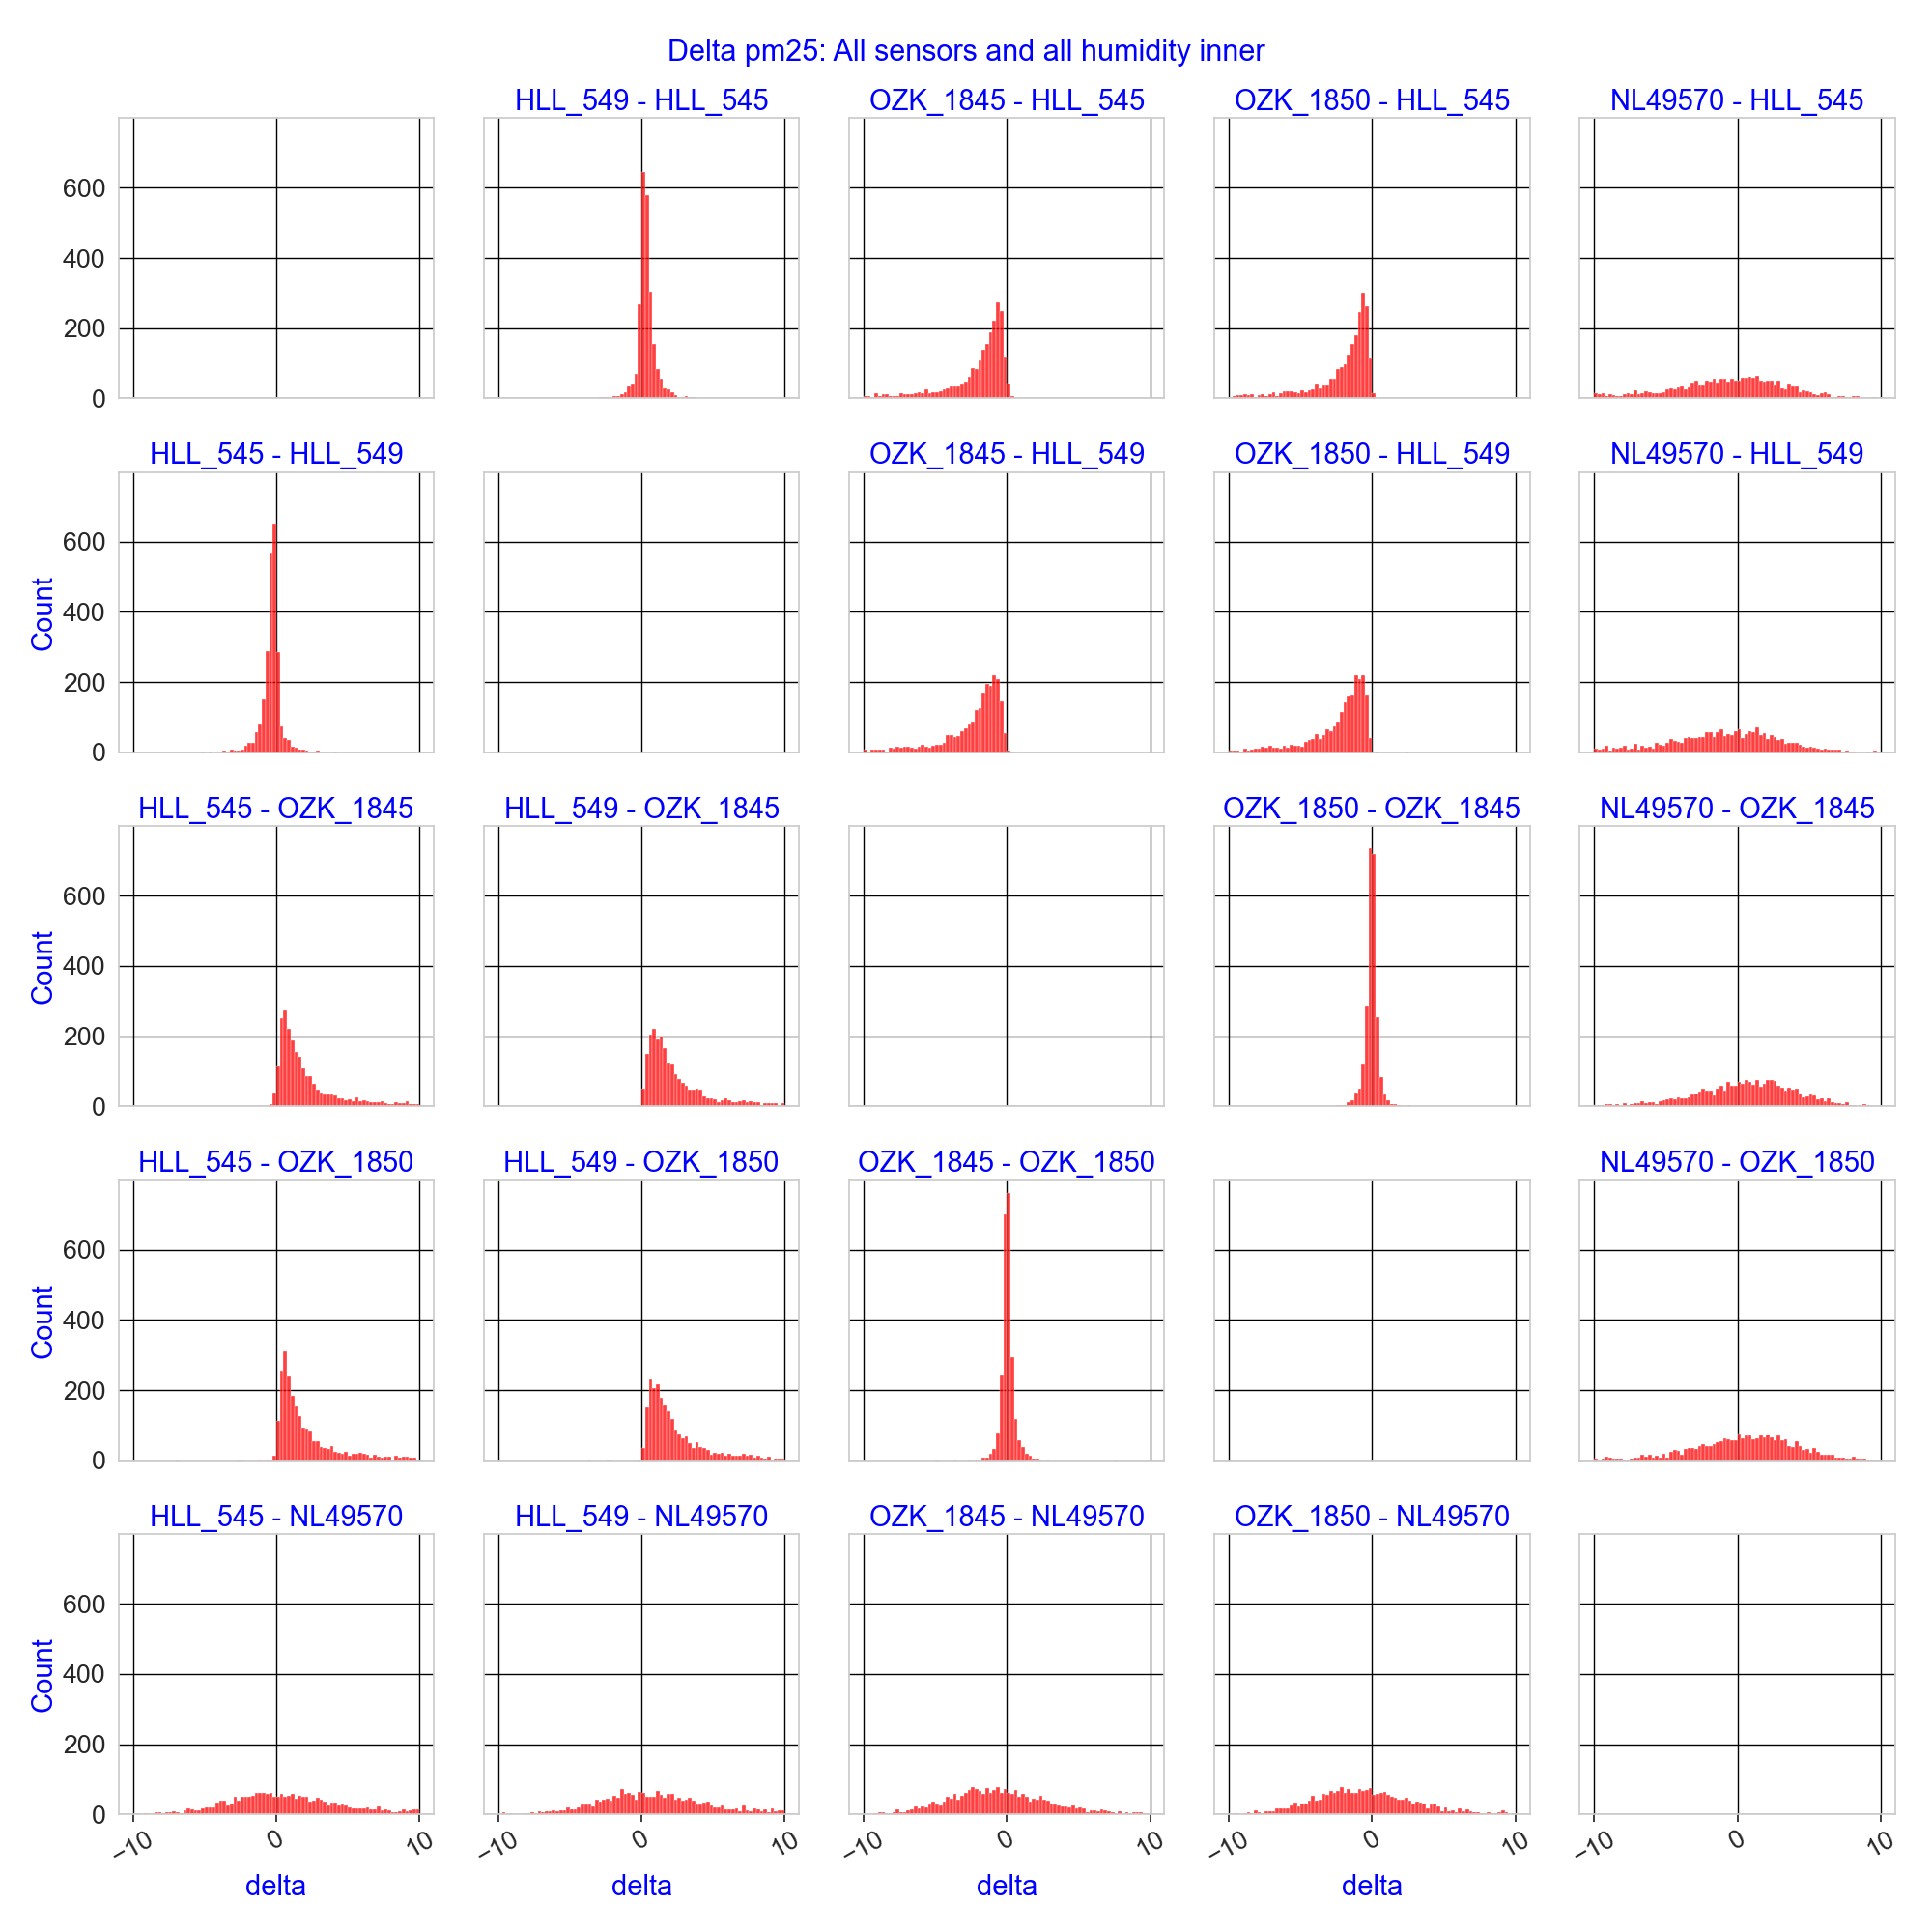 Delta pm25: All sensors and all humidity inner
HLL_549 - HLL_545
OZK_1845 - HLL_545
OZK_1850 - HLL_545
NL49570 - HLL_545
600
400
200
0
HLL_545 - HLL_549
OZK_1845 - HLL_549
OZK_1850 - HLL_549
NL49570 - HLL_549
Count
600
400
200
0
HLL_545 - OZK_1845
HLL_549 - OZK_1845
OZK_1850 - OZK_1845
NL49570 - OZK_1845
Count
600
400
200
0
HLL_545 - OZK_1850
HLL_549 - OZK_1850
OZK_1845 - OZK_1850
NL49570 - OZK_1850
Count
600
400
200
0
HLL_545 - NL49570
HLL_549 - NL49570
OZK_1845 - NL49570
OZK_1850 - NL49570
Count
600
400
200
0
−10 0 10
−10 0 10
−10 0 10
−10 0 10
−10 0 10
delta
delta
delta
delta